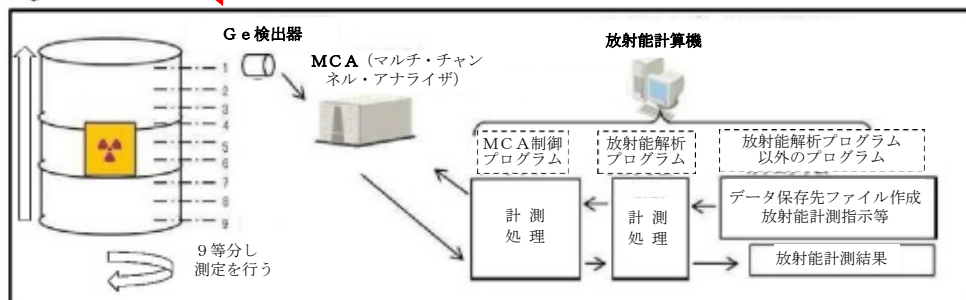 Ｇｅ検出器
ＭＣＡ（マルチ・チャン
ネル・アナライザ）
放射能計算機
1
2
3
4
5
6
7
8
9
９等分し
測定を行う
ＭＣＡ制御
プログラム
放射能解析
プログラム
放射能解析プログラム
以外のプログラム
計測
処理
計測
処理
データ保存先ファイル作成
放射能計測指示等
放射能計測結果